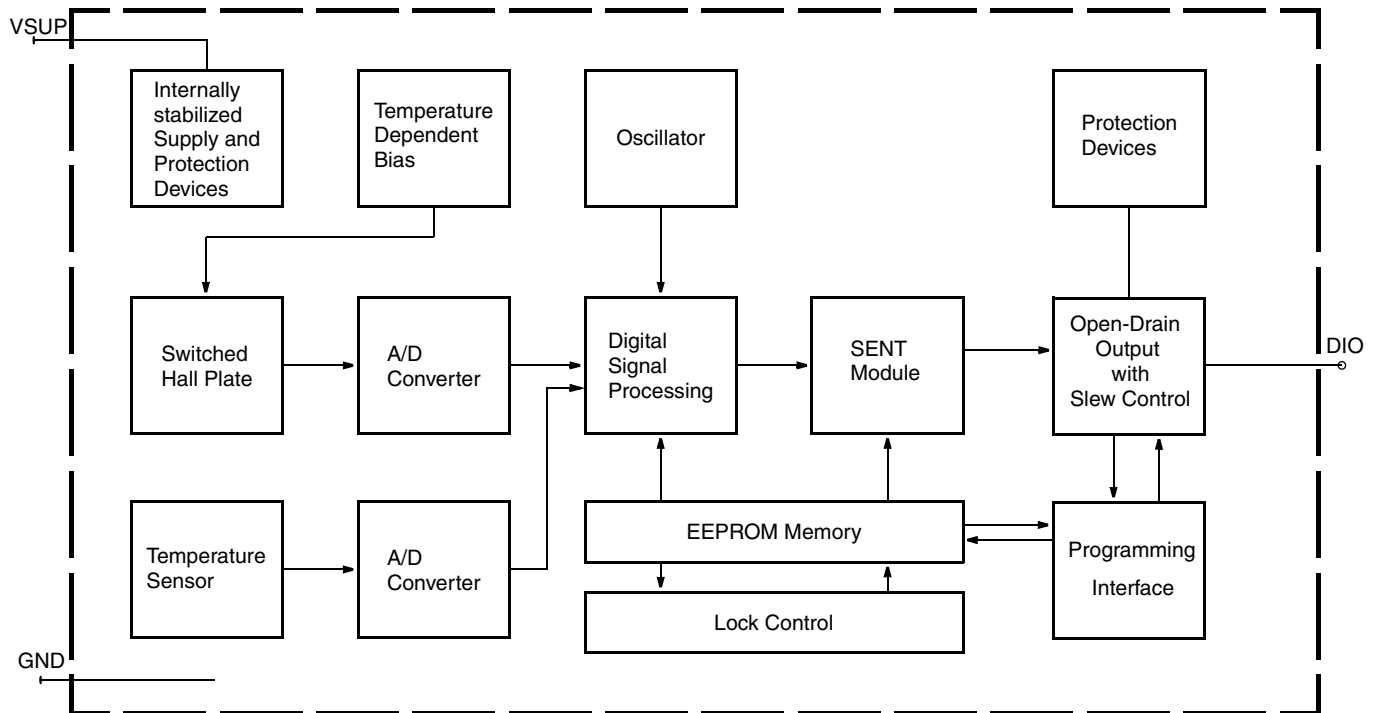 VSUP
Internally
stabilized
Supply and
Protection
Devices
Temperature
Dependent
Bias
Oscillator
Protection
Devices
Switched
Hall Plate
A/D
Converter
Digital
Signal
Processing
SENT
Module
Open-Drain
Output
with
Slew Control
DIO
Temperature
Sensor
A/D
Converter
EEPROM Memory
Lock Control
Programming
Interface
GND